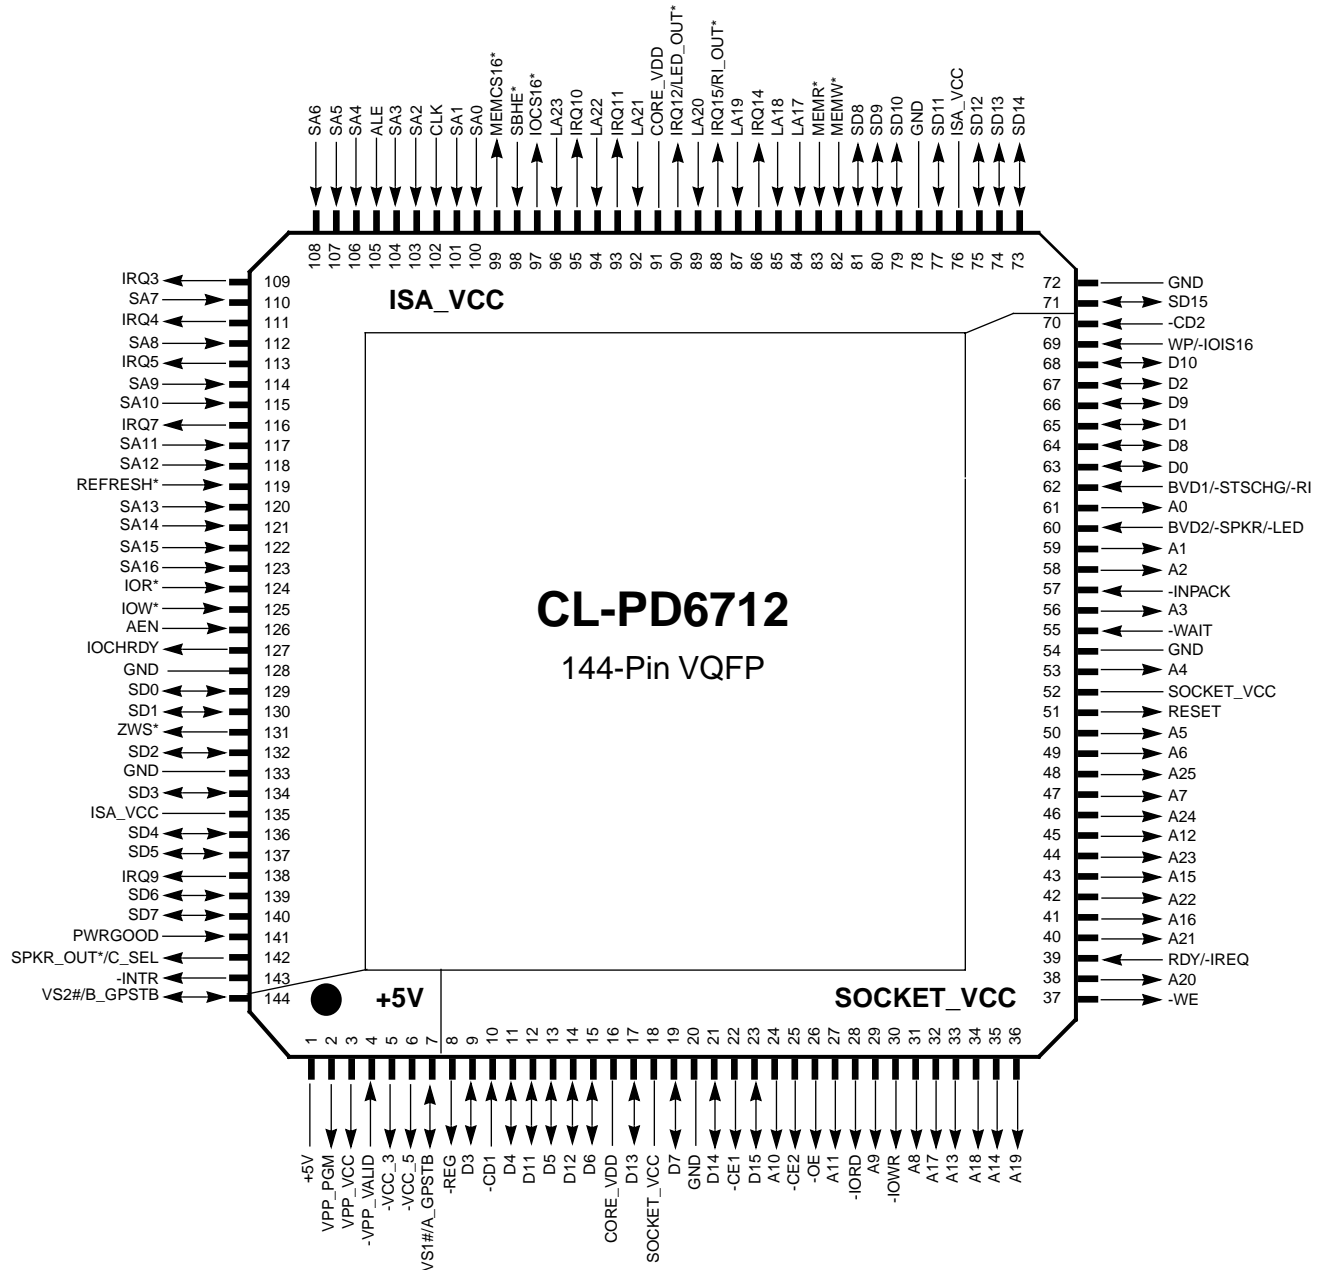 SA6
SA5
SA4
ALE
SA3
SA2
CLK
SA1
SA0
MEMCS16*
SBHE*
IOCS16*
LA23
IRQ10
LA22
IRQ11
LA21
CORE_VDD
IRQ12/LED_OUT*
LA20
IRQ15/RI_OUT*
LA19
IRQ14
LA18
LA17
MEMR*
MEMW*
SD8
SD9
SD10
GND
SD11
ISA_VCC
SD12
SD13
SD14
108
107
106
105
104
103
102
101
100
99
98
97
96
95
94
93
92
91
90
89
88
87
86
85
84
83
82
81
80
79
78
77
76
75
74
73
IRQ3 109
SA7 110
IRQ4 111
SA8 112
IRQ5 113
SA9 114
SA10 115
IRQ7 116
SA11 117
SA12 118
REFRESH* 119
SA13 120
SA14 121
SA15 122
SA16 123
IOR* 124
IOW* 125
AEN 126
IOCHRDY 127
GND 128
SD0 129
SD1 130
ZWS* 131
SD2 132
GND 133
SD3 134
ISA_VCC 135
SD4 136
SD5 137
IRQ9 138
SD6 139
SD7 140
PWRGOOD 141
SPKR_OUT*/C_SEL 142
-INTR 143
VS2#/B_GPSTB 144
ISA_VCC
CL-PD6712
144-Pin VQFP
+5V
SOCKET_VCC
72 GND
71 SD15
70 -CD2
69 WP/-IOIS16
68 D10
67 D2
66 D9
65 D1
64 D8
63 D0
62 BVD1/-STSCHG/-RI
61 A0
60 BVD2/-SPKR/-LED
59 A1
58 A2
57 -INPACK
56 A3
55 -WAIT
54 GND
53 A4
52 SOCKET_VCC
51 RESET
50 A5
49 A6
48 A25
47 A7
46 A24
45 A12
44 A23
43 A15
42 A22
41 A16
40 A21
39 RDY/-IREQ
38 A20
37 -WE
1
2
3
4
5
6
7
8
9
10
11
12
13
14
15
16
17
18
19
20
21
22
23
24
25
26
27
28
29
30
31
32
33
34
35
36
+5V
VPP_PGM
VPP_VCC
-VPP_VALID
-VCC_3
-VCC_5
VS1#/A_GPSTB
-REG
D3
-CD1
D4
D11
D5
D12
D6
CORE_VDD
D13
SOCKET_VCC
D7
GND
D14
-CE1
D15
A10
-CE2
-OE
A11
-IORD
A9
-IOWR
A8
A17
A13
A18
A14
A19